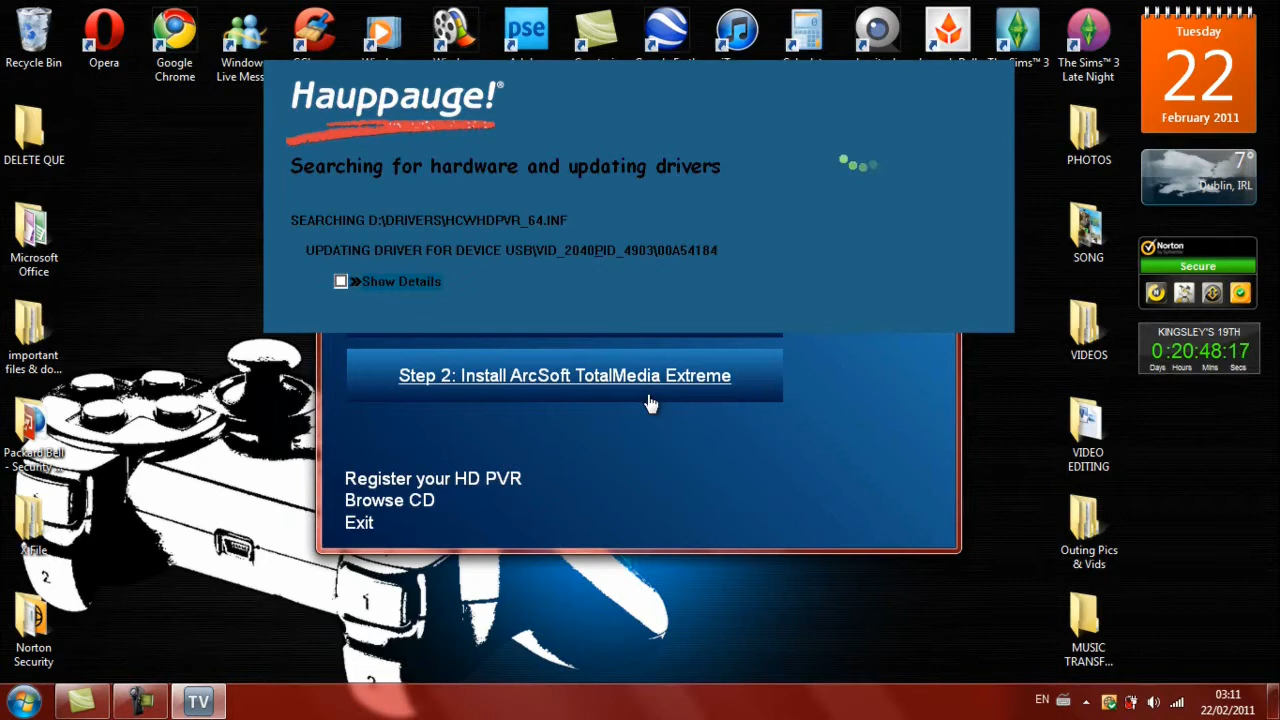 Recycle Bin
Opera
Google
Chrome
Window
Live Mess
pse
The Sims™ 3
Late Night
DELETE QUE
Microsoft
Office
important
files & do...
Packard Bell
- Security ...
X File
Norton
Security
Hauppauge!®
Searching for hardware and updating drivers
SEARCHING D:\DRIVERS\HCWHDPVR_64.INF
UPDATING DRIVER FOR DEVICE USB\VID_2040PID_4903\00A54184
Show Details
Step 2: Install ArcSoft TotalMedia Extreme
Register your HD PVR
Browse CD
Exit
PHOTOS
SONG
VIDEOS
VIDEO
EDITING
Outing Pics
& Vids
MUSIC
TRANSF...
Tuesday
22
February 2011
7°
Dublin, IRL
Norton
by Symantec
Secure
KINGSLEY'S 19TH
0:20:48:17
Days Hours Mins Secs
TV
EN
03:11
22/02/2011